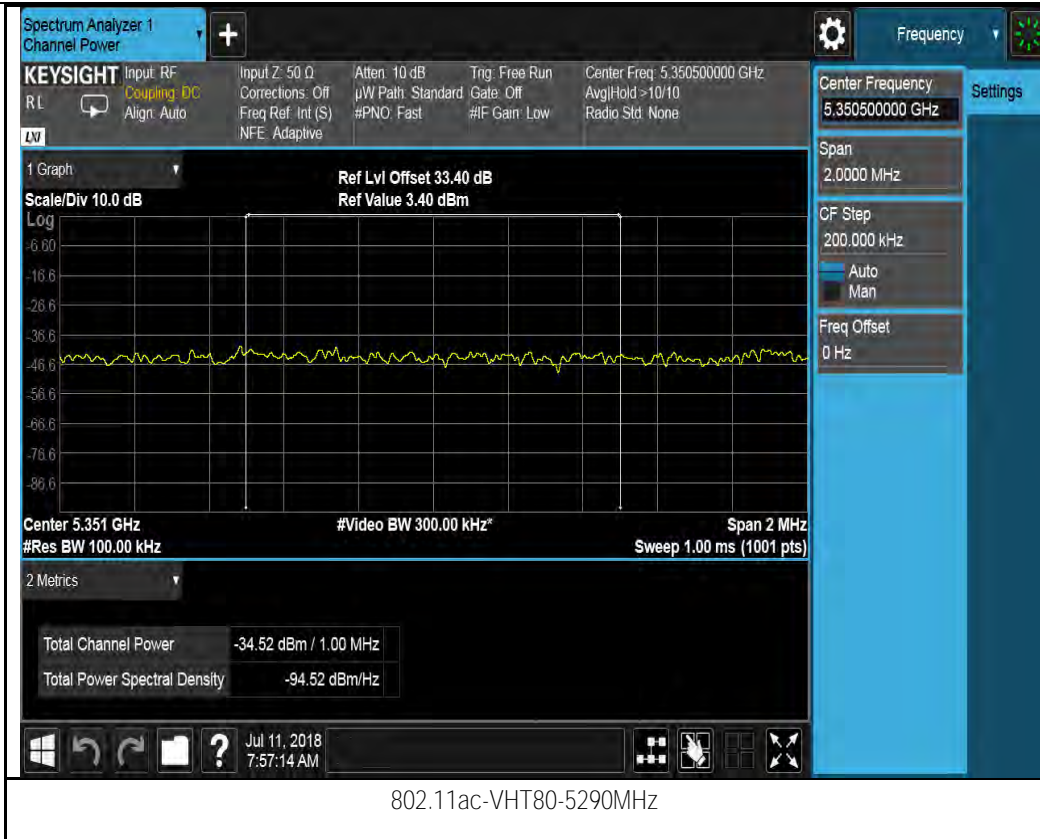 Spectrum Analyzer 1
Channel Power
+
Frequency
KEYSIGHT
R L
LXI
Input: RF
Coupling: DC
Align: Auto
Input Z: 50 Ω
Corrections: Off
Freq Ref: Int (S)
NFE: Adaptive
Atten: 10 dB
µW Path: Standard
#PNO: Fast
Trig: Free Run
Gate: Off
#IF Gain: Low
Center Freq: 5.350500000 GHz
Avg|Hold >10/10
Radio Std: None
Center Frequency
5.350500000 GHz
Settings
Span
2.0000 MHz
CF Step
200.000 kHz
Auto
Man
Freq Offset
0 Hz
1 Graph
Scale/Div 10.0 dB
Ref Lvl Offset 33.40 dB
Ref Value 3.40 dBm
Log
-6.60
-16.6
-26.6
-36.6
-46.6
-56.6
-66.6
-76.6
-86.6
Center 5.351 GHz
#Video BW 300.00 kHz*
Span 2 MHz
#Res BW 100.00 kHz
Sweep 1.00 ms (1001 pts)
2 Metrics
Total Channel Power -34.52 dBm / 1.00 MHz
Total Power Spectral Density -94.52 dBm/Hz
?
Jul 11, 2018
7:57:14 AM
802.11ac-VHT80-5290MHz